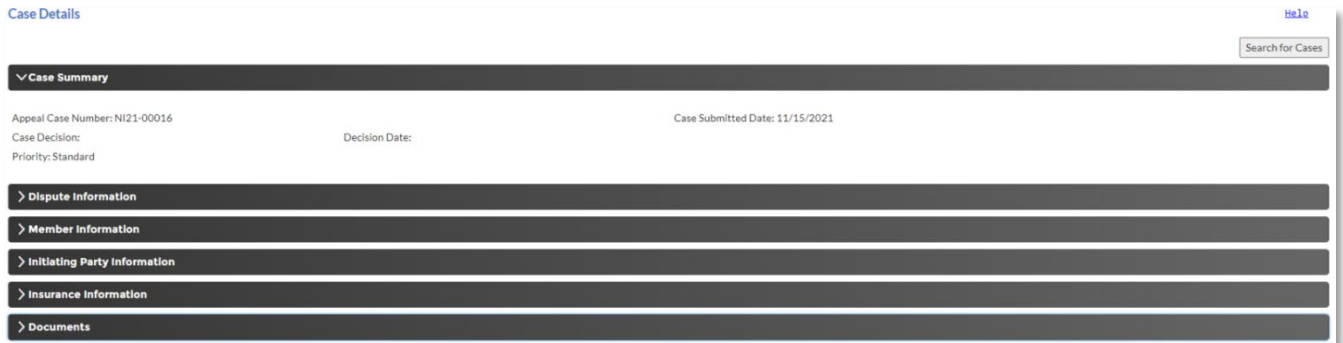 Case Details
Help
Search for Cases
Case Summary
Appeal Case Number: NI21-00016
Case Submitted Date: 11/15/2021
Case Decision:
Decision Date:
Priority: Standard
Dispute Information
Member Information
Initiating Party Information
Insurance Information
Documents